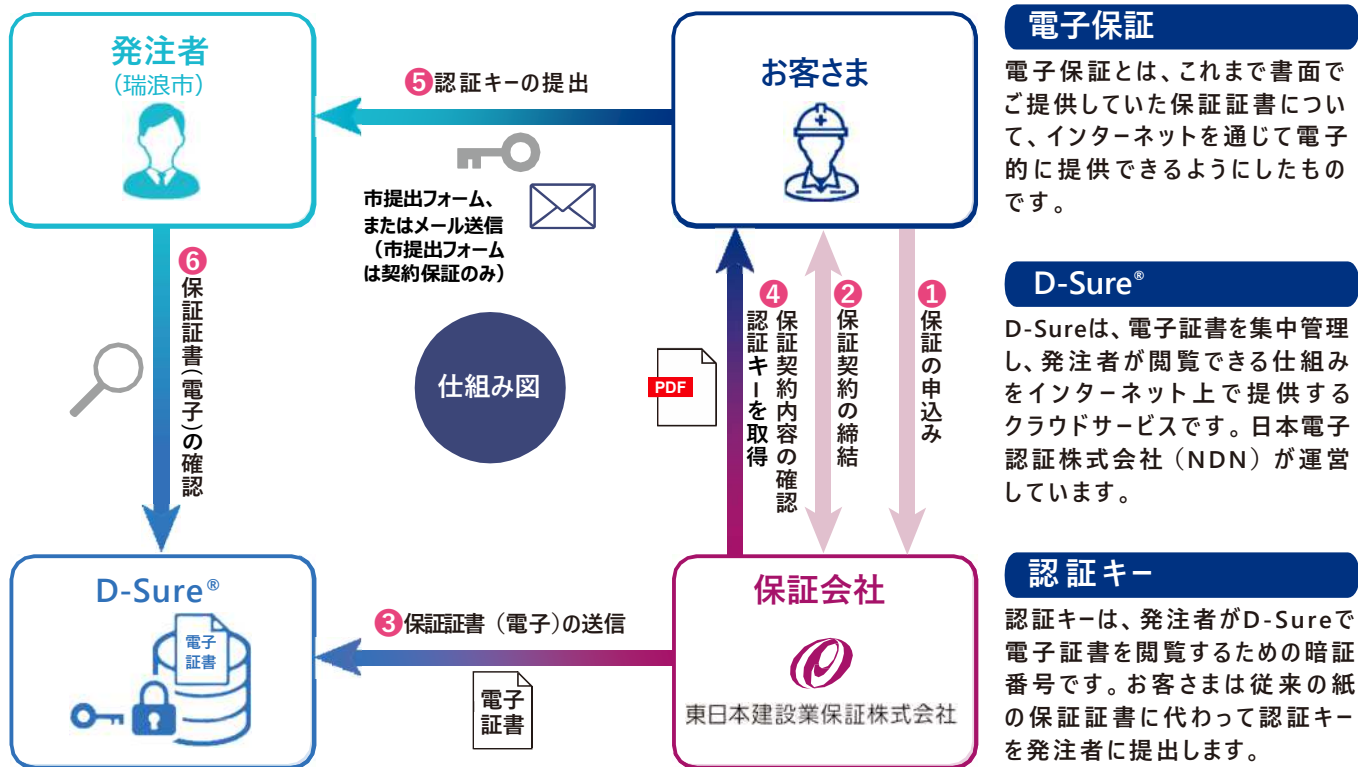 発注者
（瑞浪市）
❺認証キーの提出
お客さま
市提出フォーム、
またはメール送信
（市提出フォーム
は契約保証のみ）
❻保証証書（電子）の確認
仕組み図
PDF
❹保証契約内容の確認
認証キーを取得
❷保証契約の締結
❶保証の申込み
D-Sure®
電子
証書
❸保証証書（電子）の送信
電子
証書
保証会社
東日本建設業保証株式会社
電子保証
電子保証とは、これまで書面で
ご提供していた保証証書につい
て、インターネットを通じて電子
的に提供できるようにしたもの
です。
D-Sure®
D-Sureは、電子証書を集中管理
し、発注者が閲覧できる仕組み
をインターネット上で提供する
クラウドサービスです。日本電子
認証株式会社（NDN）が運営
しています。
認証キー
認証キーは、発注者がD-Sureで
電子証書を閲覧するための暗証
番号です。お客さまは従来の紙
の保証証書に代わって認証キー
を発注者に提出します。